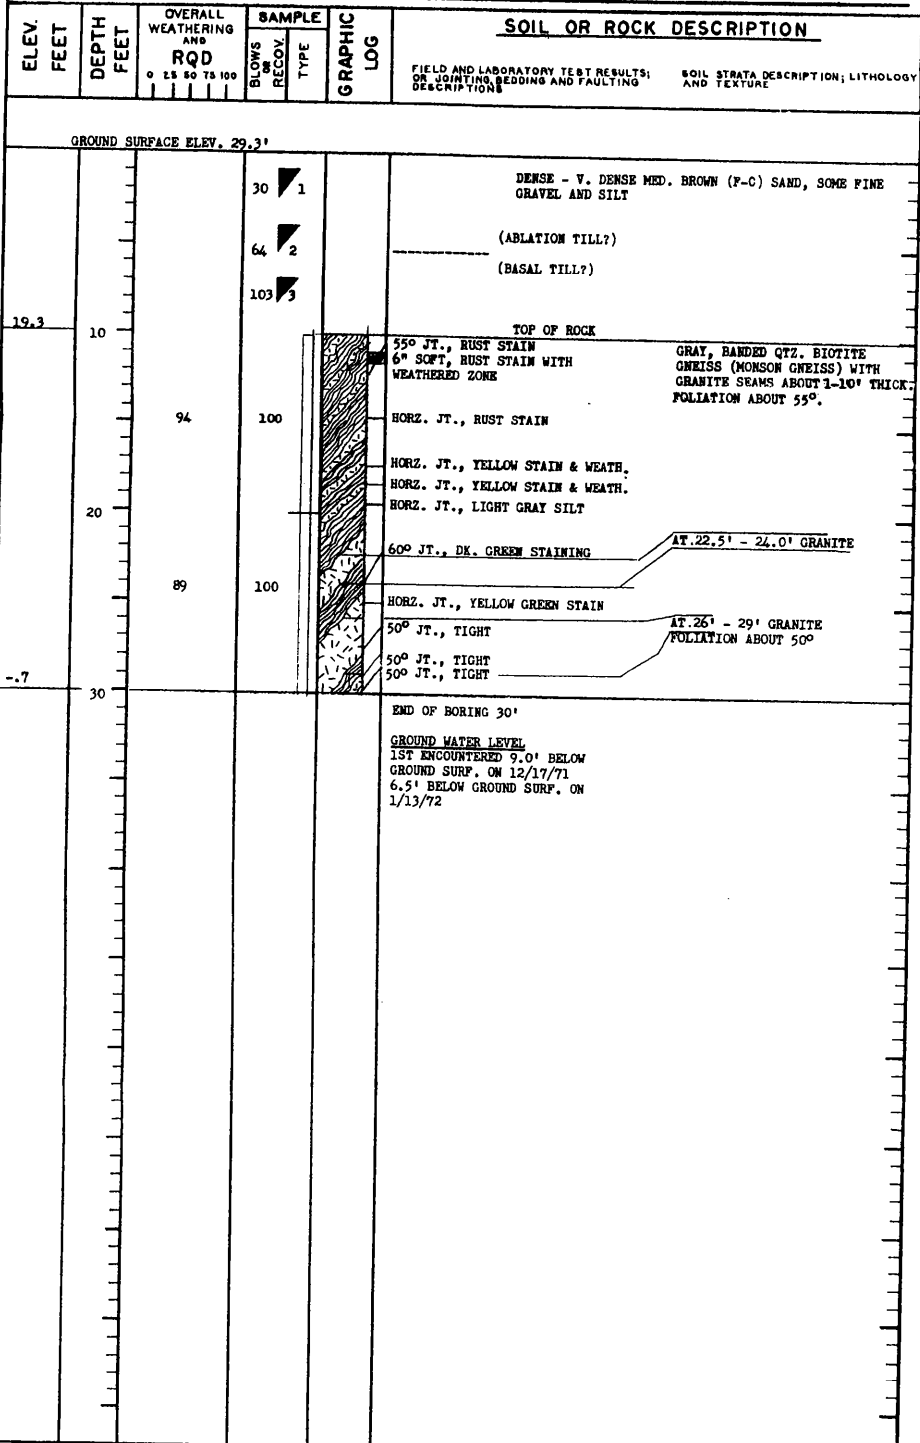 ELEV. FEET
DEPTH FEET
OVERALL
WEATHERING
AND
RQD
0 25 50 75 100
SAMPLE
BLOWS OR RECOV.
TYPE
GRAPHIC LOG
SOIL OR ROCK DESCRIPTION
FIELD AND LABORATORY TEST RESULTS;
OR JOINTING, BEDDING AND FAULTING
DESCRIPTIONS
SOIL STRATA DESCRIPTION; LITHOLOGY
AND TEXTURE
GROUND SURFACE ELEV. 29.3'
30 1
DENSE - V. DENSE MED. BROWN (F-C) SAND, SOME FINE
GRAVEL AND SILT
64 2
(ABLATION TILL?)
(BASAL TILL?)
103 3
19.3
10
TOP OF ROCK
55° JT., RUST STAIN
6" SOFT, RUST STAIN WITH
WEATHERED ZONE
GRAY, BANDED QTZ. BIOTITE
GNEISS (MONSON GNEISS) WITH
GRANITE SEAMS ABOUT 1-10' THICK.
FOLIATION ABOUT 55°.
94 100
HORZ. JT., RUST STAIN
HORZ. JT., YELLOW STAIN & WEATH.
HORZ. JT., YELLOW STAIN & WEATH.
20
HORZ. JT., LIGHT GRAY SILT
60° JT., DK. GREEN STAINING
AT.22.5' - 24.0' GRANITE
89 100
HORZ. JT., YELLOW GREEN STAIN
50° JT., TIGHT
AT.26' - 29' GRANITE
FOLIATION ABOUT 50°
50° JT., TIGHT
50° JT., TIGHT
-.7
30
END OF BORING 30'
GROUND WATER LEVEL
1ST ENCOUNTERED 9.0' BELOW
GROUND SURF. ON 12/17/71
6.5' BELOW GROUND SURF. ON
1/13/72